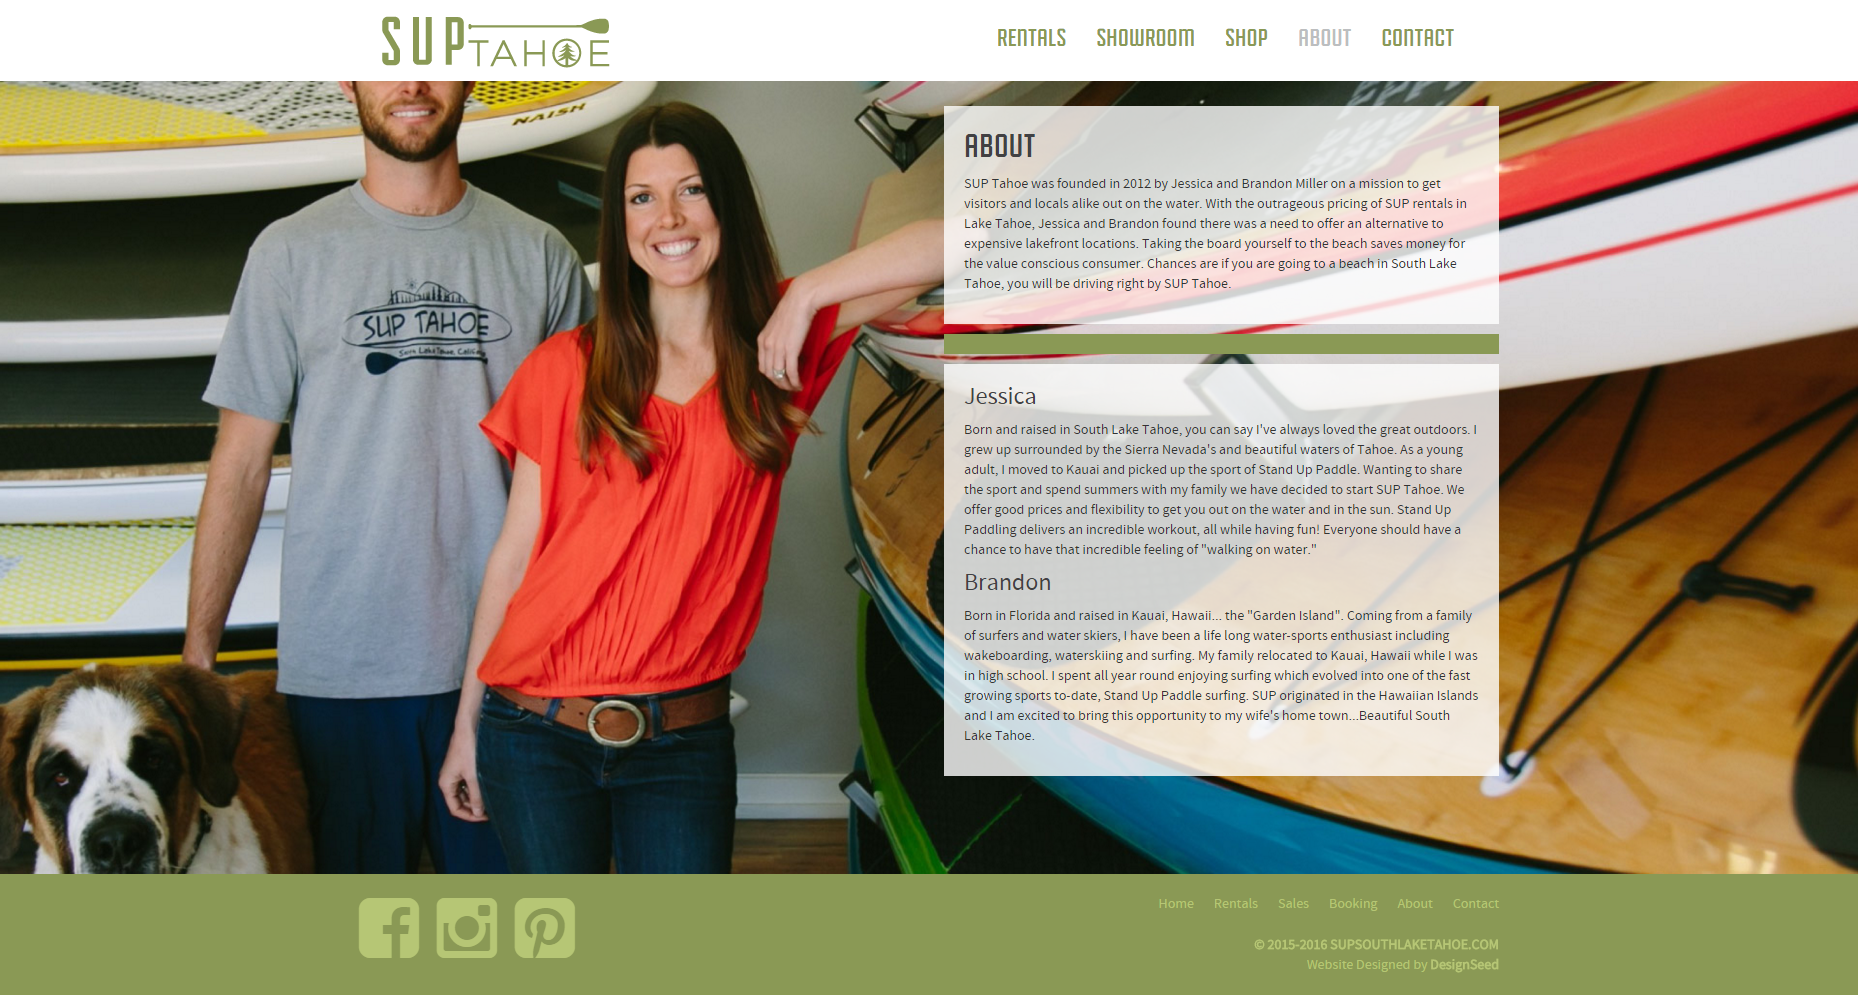 SUP TAHOE
RENTALS SHOWROOM SHOP ABOUT CONTACT
NAISH
SUP TAHOE
South Lake Tahoe, California
ABOUT
SUP Tahoe was founded in 2012 by Jessica and Brandon Miller on a mission to get
visitors and locals alike out on the water. With the outrageous pricing of SUP rentals in
Lake Tahoe, Jessica and Brandon found there was a need to offer an alternative to
expensive lakefront locations. Taking the board yourself to the beach saves money for
the value conscious consumer. Chances are if you are going to a beach in South Lake
Tahoe, you will be driving right by SUP Tahoe.
Jessica
Born and raised in South Lake Tahoe, you can say I've always loved the great outdoors. I
grew up surrounded by the Sierra Nevada's and beautiful waters of Tahoe. As a young
adult, I moved to Kauai and picked up the sport of Stand Up Paddle. Wanting to share
the sport and spend summers with my family we have decided to start SUP Tahoe. We
offer good prices and flexibility to get you out on the water and in the sun. Stand Up
Paddling delivers an incredible workout, all while having fun! Everyone should have a
chance to have that incredible feeling of "walking on water."
Brandon
Born in Florida and raised in Kauai, Hawaii... the "Garden Island". Coming from a family
of surfers and water skiers, I have been a life long water-sports enthusiast including
wakeboarding, waterskiing and surfing. My family relocated to Kauai, Hawaii while I was
in high school. I spent all year round enjoying surfing which evolved into one of the fast
growing sports to-date, Stand Up Paddle surfing. SUP originated in the Hawaiian Islands
and I am excited to bring this opportunity to my wife's home town...Beautiful South
Lake Tahoe.
Home Rentals Sales Booking About Contact
© 2015-2016 SUPSOUTHLAKETAHOE.COM
Website Designed by DesignSeed